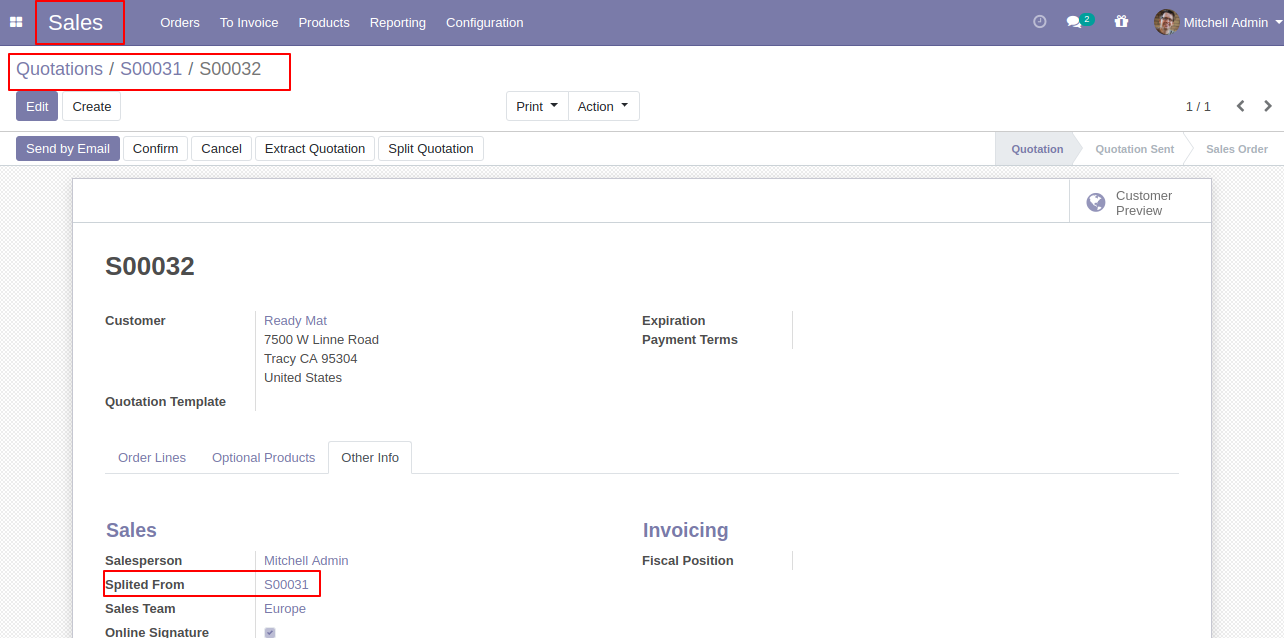 Sales Orders To Invoice Products Reporting Configuration 2 Mitchell Admin
Quotations / S00031 / S00032
Edit Create Print Action 1 / 1
Send by Email Confirm Cancel Extract Quotation Split Quotation Quotation Quotation Sent Sales Order
Customer
Preview
S00032
Customer Ready Mat Expiration
7500 W Linne Road Payment Terms
Tracy CA 95304
United States
Quotation Template
Order Lines Optional Products Other Info
Sales Invoicing
Salesperson Mitchell Admin Fiscal Position
Splited From S00031
Sales Team Europe
Online Signature